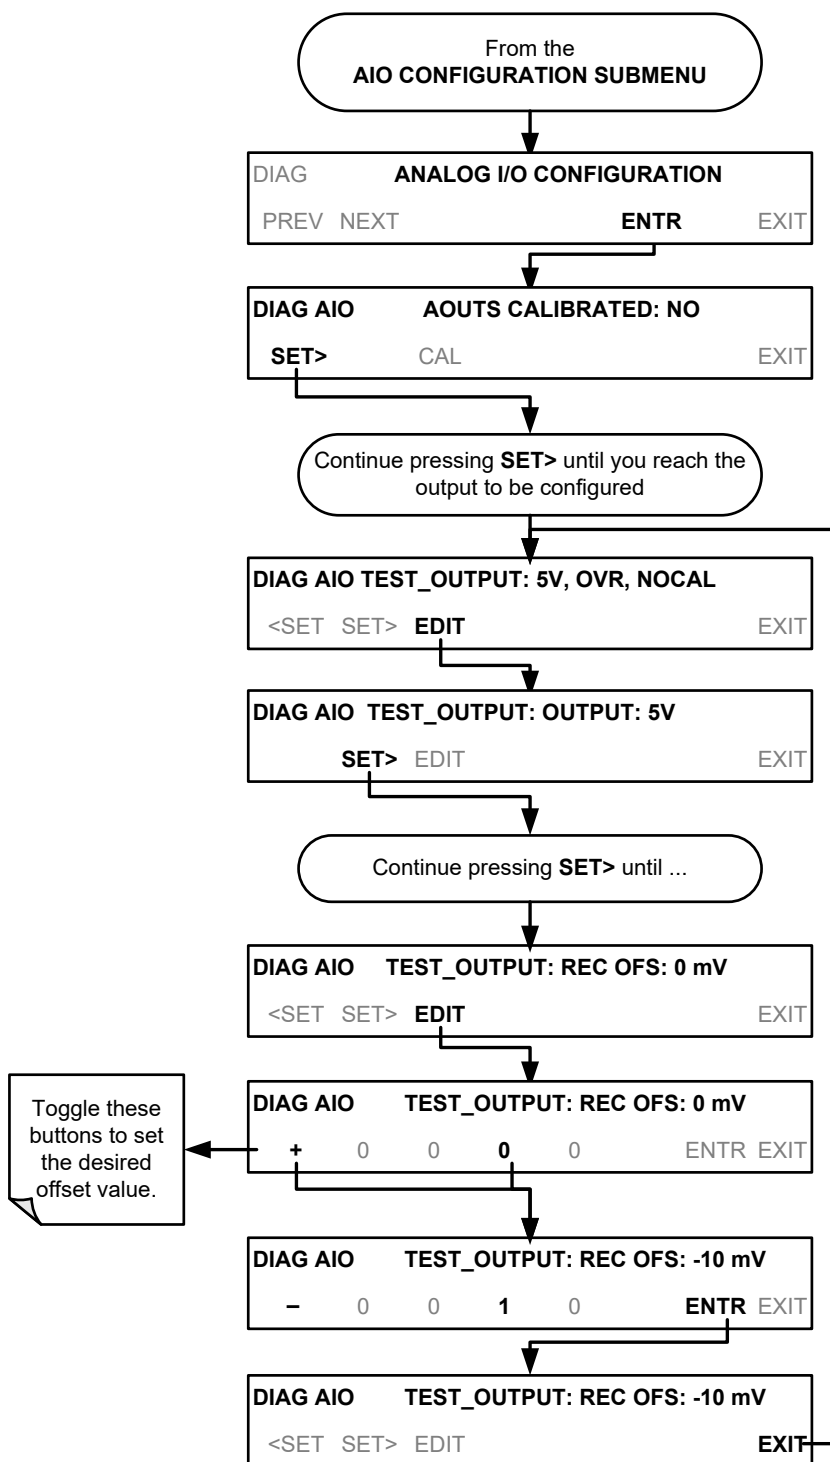 From the
AIO CONFIGURATION SUBMENU
DIAG ANALOG I/O CONFIGURATION
PREV NEXT ENTR EXIT
DIAG AIO AOUTS CALIBRATED: NO
SET> CAL EXIT
Continue pressing SET> until you reach the
output to be configured
DIAG AIO TEST_OUTPUT: 5V, OVR, NOCAL
<SET SET> EDIT EXIT
DIAG AIO TEST_OUTPUT: OUTPUT: 5V
SET> EDIT EXIT
Continue pressing SET> until ...
DIAG AIO TEST_OUTPUT: REC OFS: 0 mV
<SET SET> EDIT EXIT
Toggle these
buttons to set
the desired
offset value.
DIAG AIO TEST_OUTPUT: REC OFS: 0 mV
+ 0 0 0 0 ENTR EXIT
DIAG AIO TEST_OUTPUT: REC OFS: -10 mV
– 0 0 1 0 ENTR EXIT
DIAG AIO TEST_OUTPUT: REC OFS: -10 mV
<SET SET> EDIT EXIT